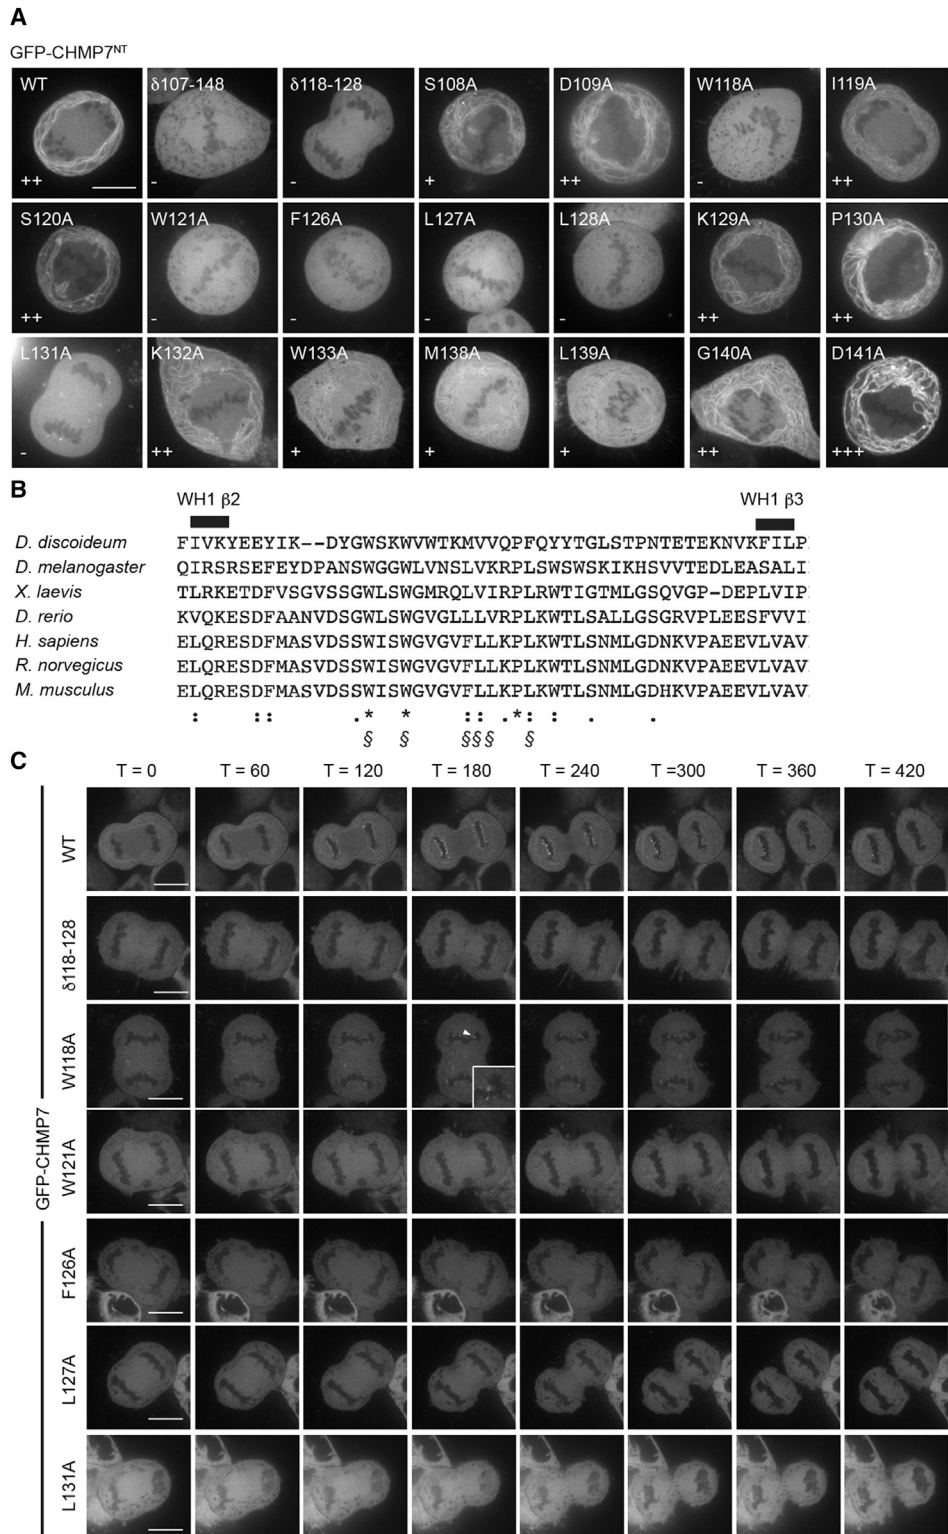 A
GFP-CHMP7NT
WT δ107-148 δ118-128 S108A D109A W118A I119A
++ - - + ++ - ++
S120A W121A F126A L127A L128A K129A P130A
++ - - - - ++ ++
L131A K132A W133A M138A L139A G140A D141A
- ++ + + + ++ +++
B
WH1 β2 WH1 β3
D. discoideum FIVKYEEYIK--DYGWSKWVWTKMVVQPFQYYTGLSTPNTETEKNVKFILP
D. melanogaster QIRSRSEFEYDPANSWGGWLVNSLVKRPLSWSWSKIKHSVVTEDLEASALI
X. laevis TLRKETDFVSGVSSGWLSWGMRQLVIRPLRWTIGTMLGSQVGP-DEPLVIP
D. rerio KVQKESDFAANVDSSGWLSWGVGLLLVRPLKWTLSALLGSGRVPLEESFVVI
H. sapiens ELQRESDFMASVDSSWLSWGVGVFLLKPLKWTLSNMLGDNKVPAEEVLVAV
R. norvegicus ELQRESDFMASVDSSWISWGVGVFLLKPLKWTLSNMLGDNKVPAEEVLVAV
M. musculus ELQRESDFMASVDSSWISWGVGVFLLKPLKWTLSNMLGDHKVPAEEVLVAV
: :: .* * :: .*: : . .
§ § §§§ §
C
T = 0 T = 60 T = 120 T = 180 T = 240 T =300 T = 360 T = 420
GFP-CHMP7
WT
δ118-128
W118A
W121A
F126A
L127A
L131A